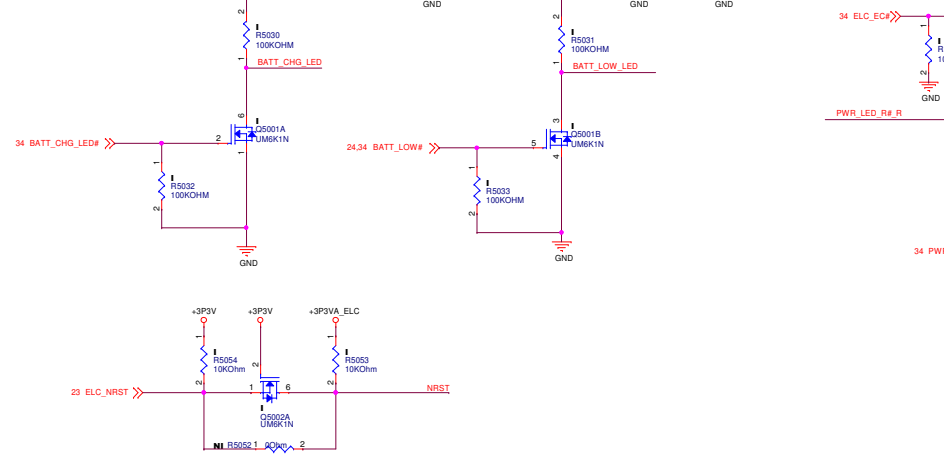 GND
GND
GND
2
I
R5030
100KOHM
1
BATT_CHG_LED
2
I
R5031
100KOHM
1
BATT_LOW_LED
34 ELC_EC#
1
I
2
GND
PWR_LED_R#_R
6
I
Q5001A
UM6K1N
34 BATT_CHG_LED#
2
1
3
I
Q5001B
UM6K1N
24,34 BATT_LOW#
5
4
1
I
R5032
100KOHM
2
GND
1
I
R5033
100KOHM
2
GND
+3P3V
+3P3V
+3P3VA_ELC
1
I
R5054
10KOhm
2
2
1
I
R5053
10KOhm
2
23 ELC_NRST
1
6
NRST
I
Q5002A
UM6K1N
NI R5052 1 0Ohm 2